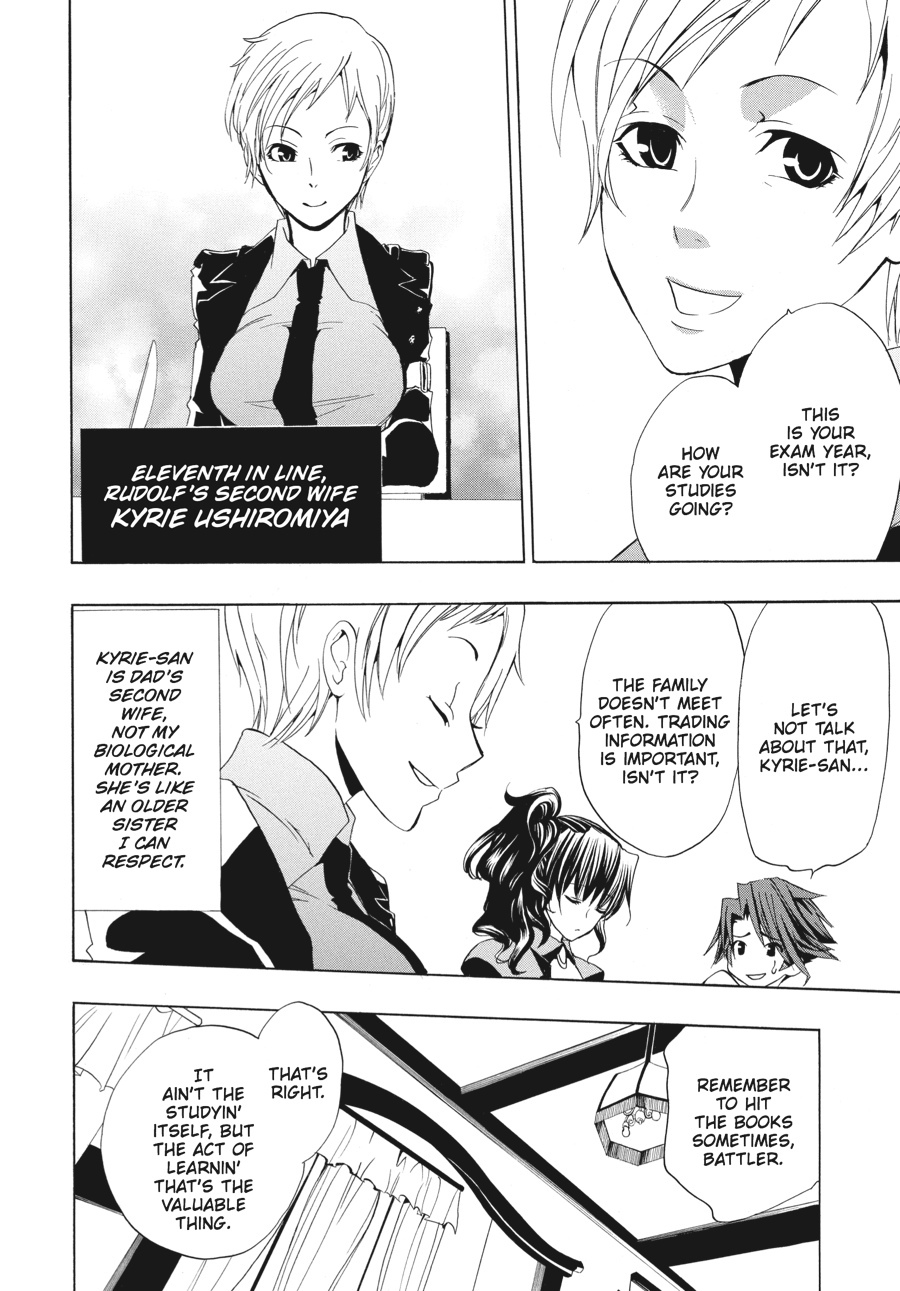 THIS
IS YOUR
EXAM YEAR,
ISN'T IT?
HOW
ARE YOUR
STUDIES
GOING?
ELEVENTH IN LINE,
RUDOLF'S SECOND WIFE
KYRIE USHIROMIYA
LET'S
NOT TALK
ABOUT THAT,
KYRIE-SAN...
THE FAMILY
DOESN'T MEET
OFTEN. TRADING
INFORMATION
IS IMPORTANT,
ISN'T IT?
KYRIE-SAN
IS DAD'S
SECOND
WIFE,
NOT MY
BIOLOGICAL
MOTHER.
SHE'S LIKE
AN OLDER
SISTER
I CAN
RESPECT.
REMEMBER
TO HIT
THE BOOKS
SOMETIMES,
BATTLER.
THAT'S
RIGHT.
IT
AIN'T THE
STUDYIN'
ITSELF, BUT
THE ACT OF
LEARNIN'
THAT'S THE
VALUABLE
THING.